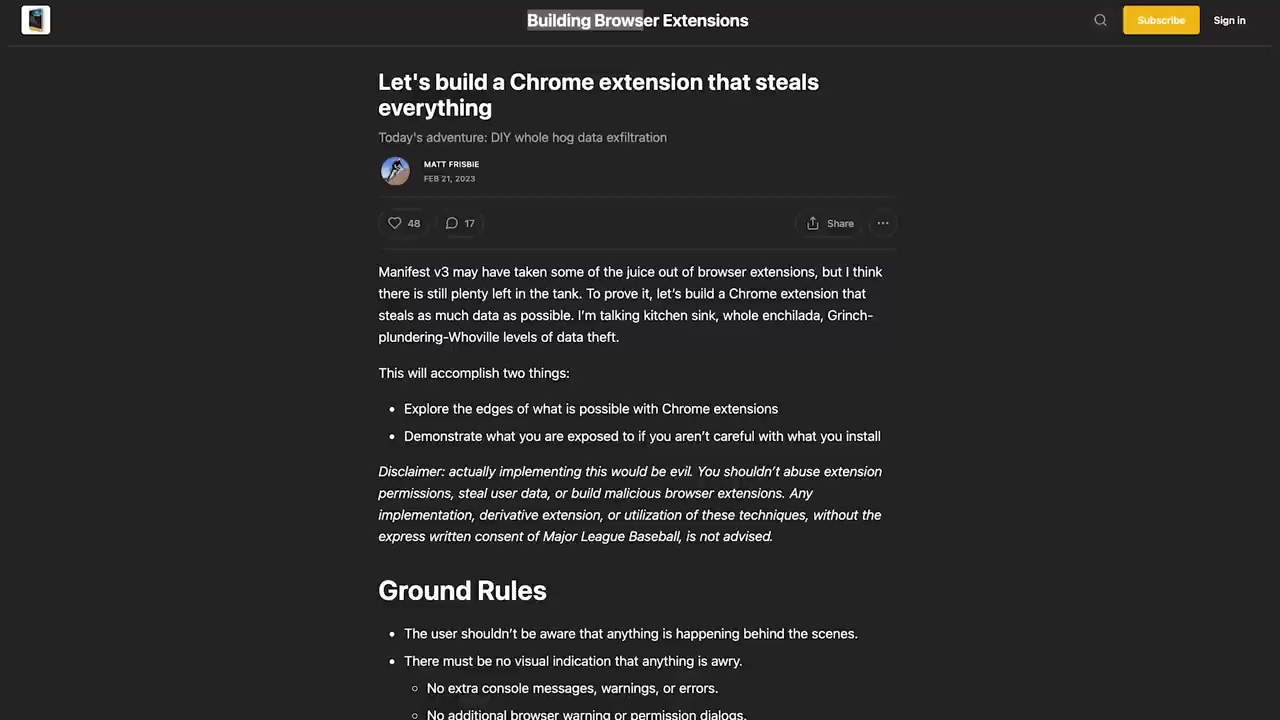 Building Browser Extensions
Subscribe
Sign in
Let's build a Chrome extension that steals
everything
Today's adventure: DIY whole hog data exfiltration
MATT FRISBIE
FEB 21, 2023
48
17
Share
Manifest v3 may have taken some of the juice out of browser extensions, but I think
there is still plenty left in the tank. To prove it, let’s build a Chrome extension that
steals as much data as possible. I’m talking kitchen sink, whole enchilada, Grinch-
plundering-Whoville levels of data theft.
This will accomplish two things:
• Explore the edges of what is possible with Chrome extensions
• Demonstrate what you are exposed to if you aren’t careful with what you install
Disclaimer: actually implementing this would be evil. You shouldn’t abuse extension
permissions, steal user data, or build malicious browser extensions. Any
implementation, derivative extension, or utilization of these techniques, without the
express written consent of Major League Baseball, is not advised.
Ground Rules
• The user shouldn’t be aware that anything is happening behind the scenes.
• There must be no visual indication that anything is awry.
◦ No extra console messages, warnings, or errors.
◦ No additional browser warning or permission dialogs.